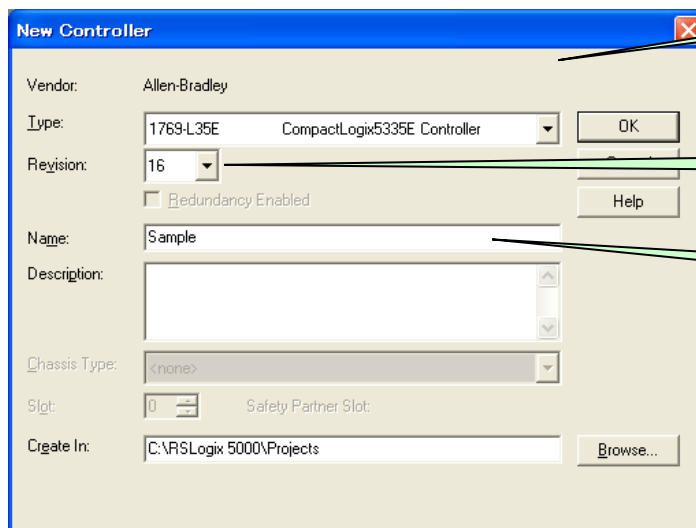 New Controller
Vendor: Allen-Bradley
Type: 1769-L35E CompactLogix5335E Controller OK
Revision: 16
Redundancy Enabled Help
Name: Sample
Description:
Chassis Type: <none>
Slot: 0 Safety Partner Slot:
Create In: C:\RSLogix 5000\Projects Browse...